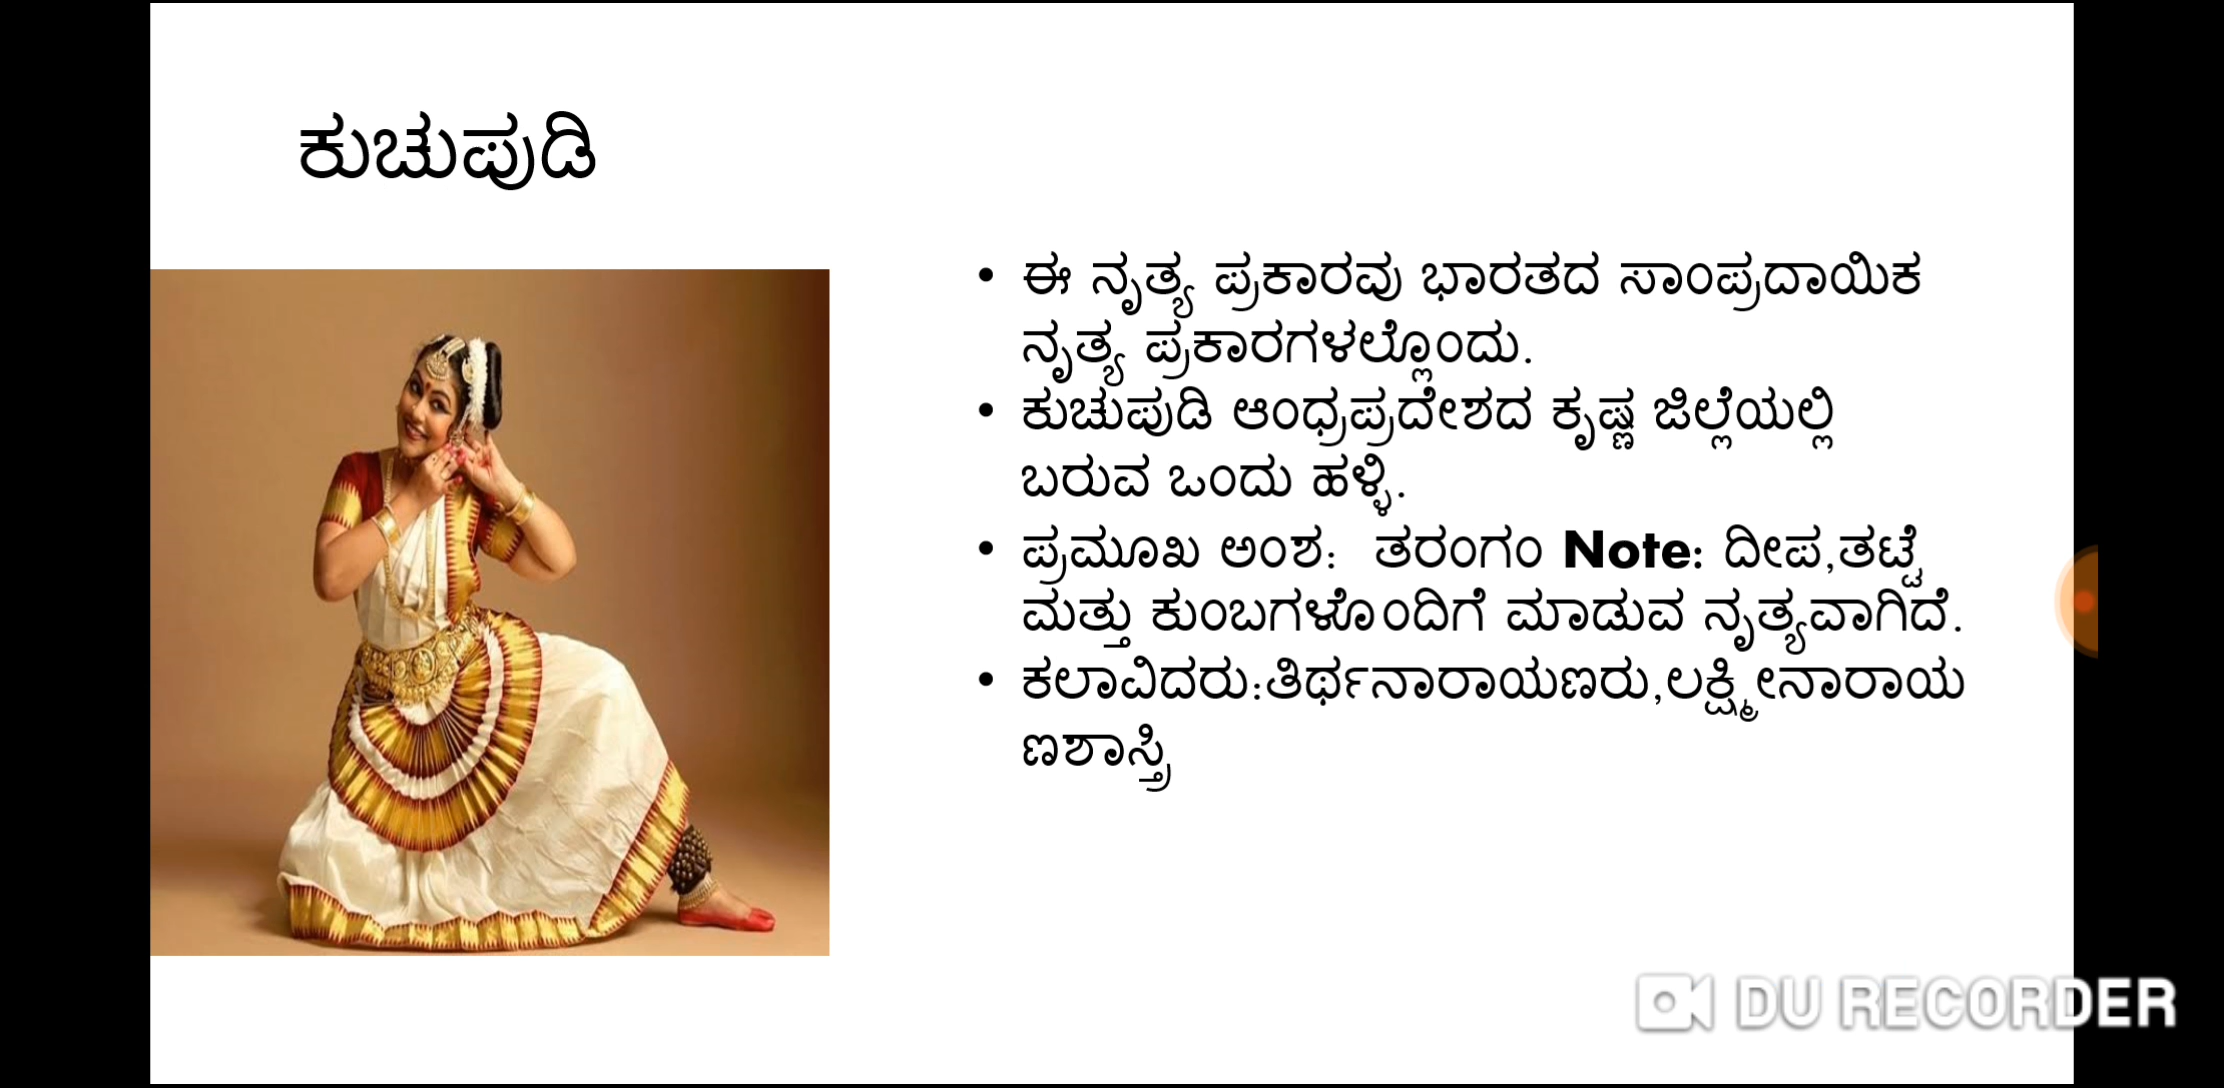 ಕುಚುಪುಡಿ
• ಈ ನೃತ್ಯ ಪ್ರಕಾರವು ಭಾರತದ ಸಾಂಪ್ರದಾಯಿಕ
ನೃತ್ಯ ಪ್ರಕಾರಗಳಲ್ಲೊಂದು.
• ಕುಚುಪುಡಿ ಆಂಧ್ರಪ್ರದೇಶದ ಕೃಷ್ಣ ಜಿಲ್ಲೆಯಲ್ಲಿ
ಬರುವ ಒಂದು ಹಳ್ಳಿ.
• ಪ್ರಮೂಖ ಅಂಶ: ತರಂಗಂ Note: ದೀಪ,ತಟ್ಟೆ
ಮತ್ತು ಕುಂಬಗಳೊಂದಿಗೆ ಮಾಡುವ ನೃತ್ಯವಾಗಿದೆ.
• ಕಲಾವಿದರು:ತಿರ್ಥನಾರಾಯಣರು,ಲಕ್ಷ್ಮೀನಾರಾಯ
ಣಶಾಸ್ತ್ರಿ
DU RECORDER